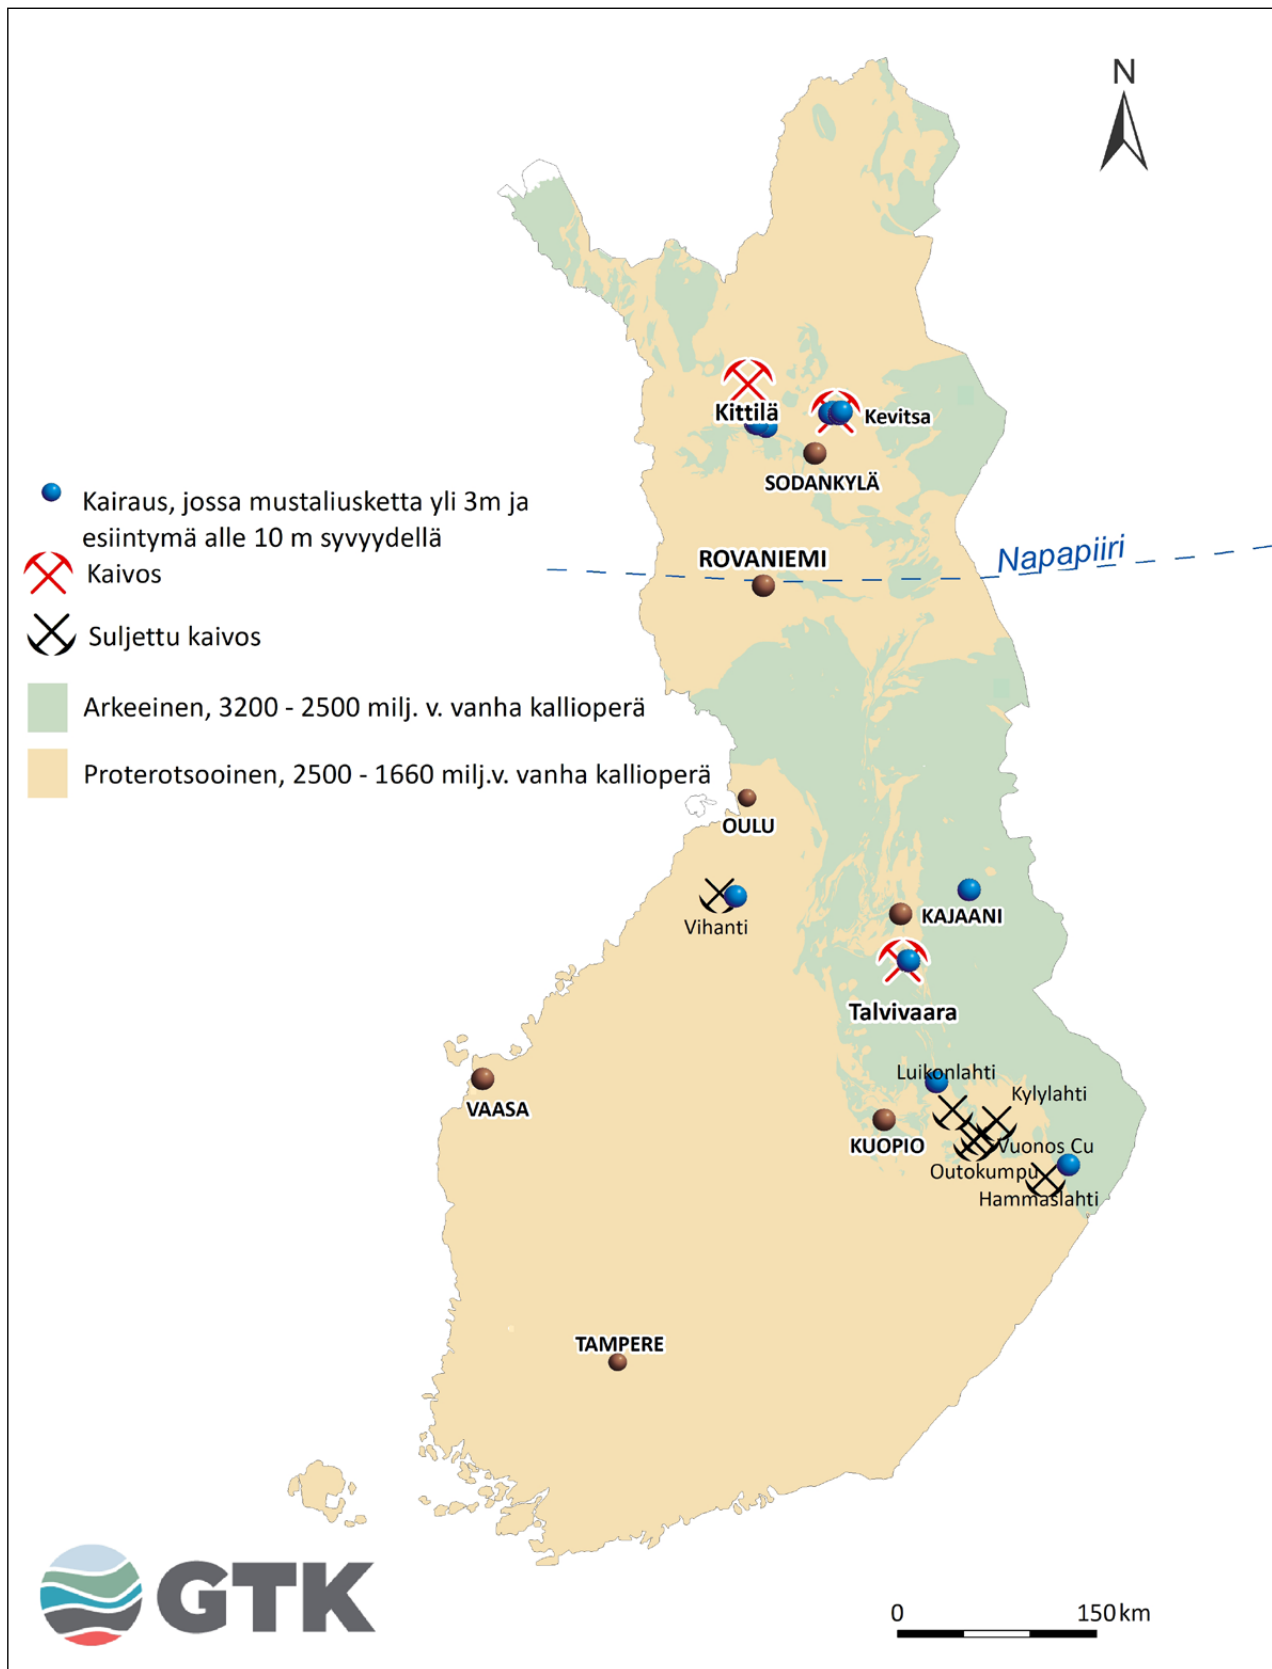 N
Kittilä
Kevitsa
SODANKYLÄ
Kairaus, jossa mustaliusketta yli 3m ja
esiintymä alle 10 m syvyydellä
Napapiiri
ROVANIEMI
Kaivos
Suljettu kaivos
Arkeeinen, 3200 - 2500 milj. v. vanha kallioperä
Proterotsooinen, 2500 - 1660 milj.v. vanha kallioperä
OULU
KAJAANI
Vihanti
Talvivaara
Luikonlahti
Kylylahti
VAASA
KUOPIO
Vuonos Cu
Outokumpu
Hammaslahti
TAMPERE
GTK
0 150 km